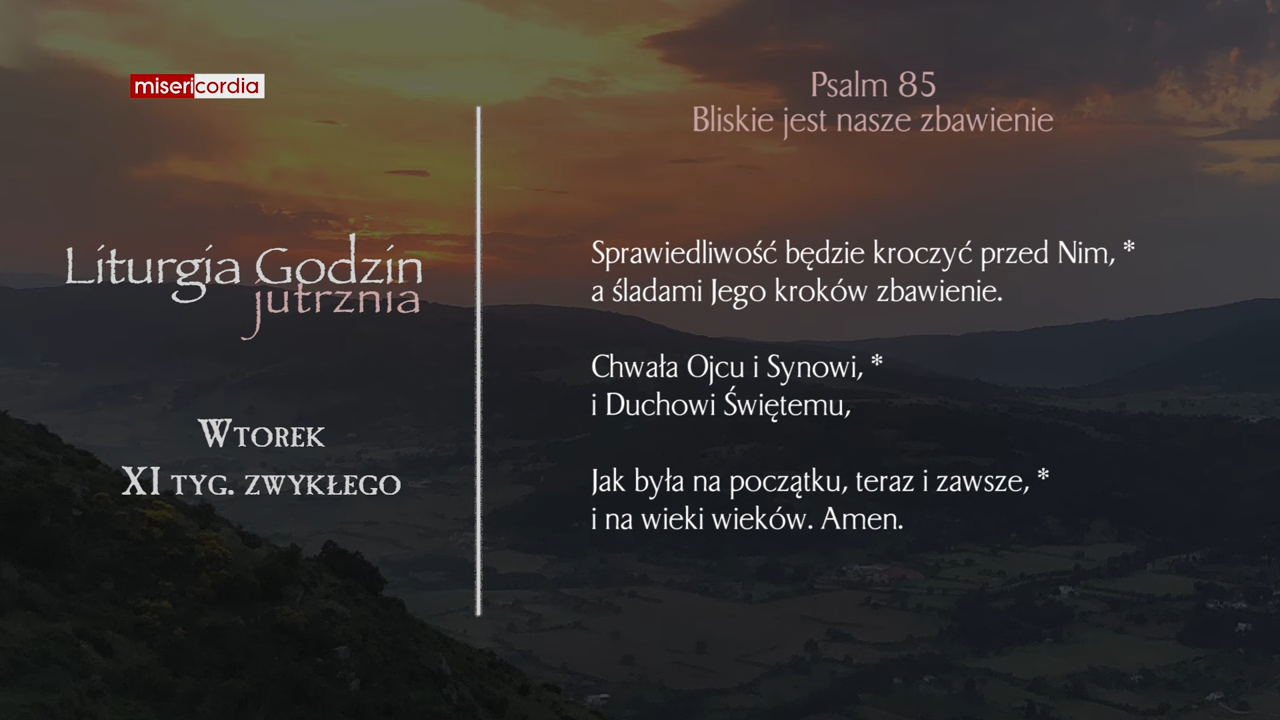 misericordia
Liturgia Godzin
jutrznia
Wtorek
XI tyg. zwykłego
Psalm 85
Bliskie jest nasze zbawienie
Sprawiedliwość będzie kroczyć przed Nim, *
a śladami Jego kroków zbawienie.
Chwała Ojcu i Synowi, *
i Duchowi Świętemu,
Jak była na początku, teraz i zawsze, *
i na wieki wieków. Amen.